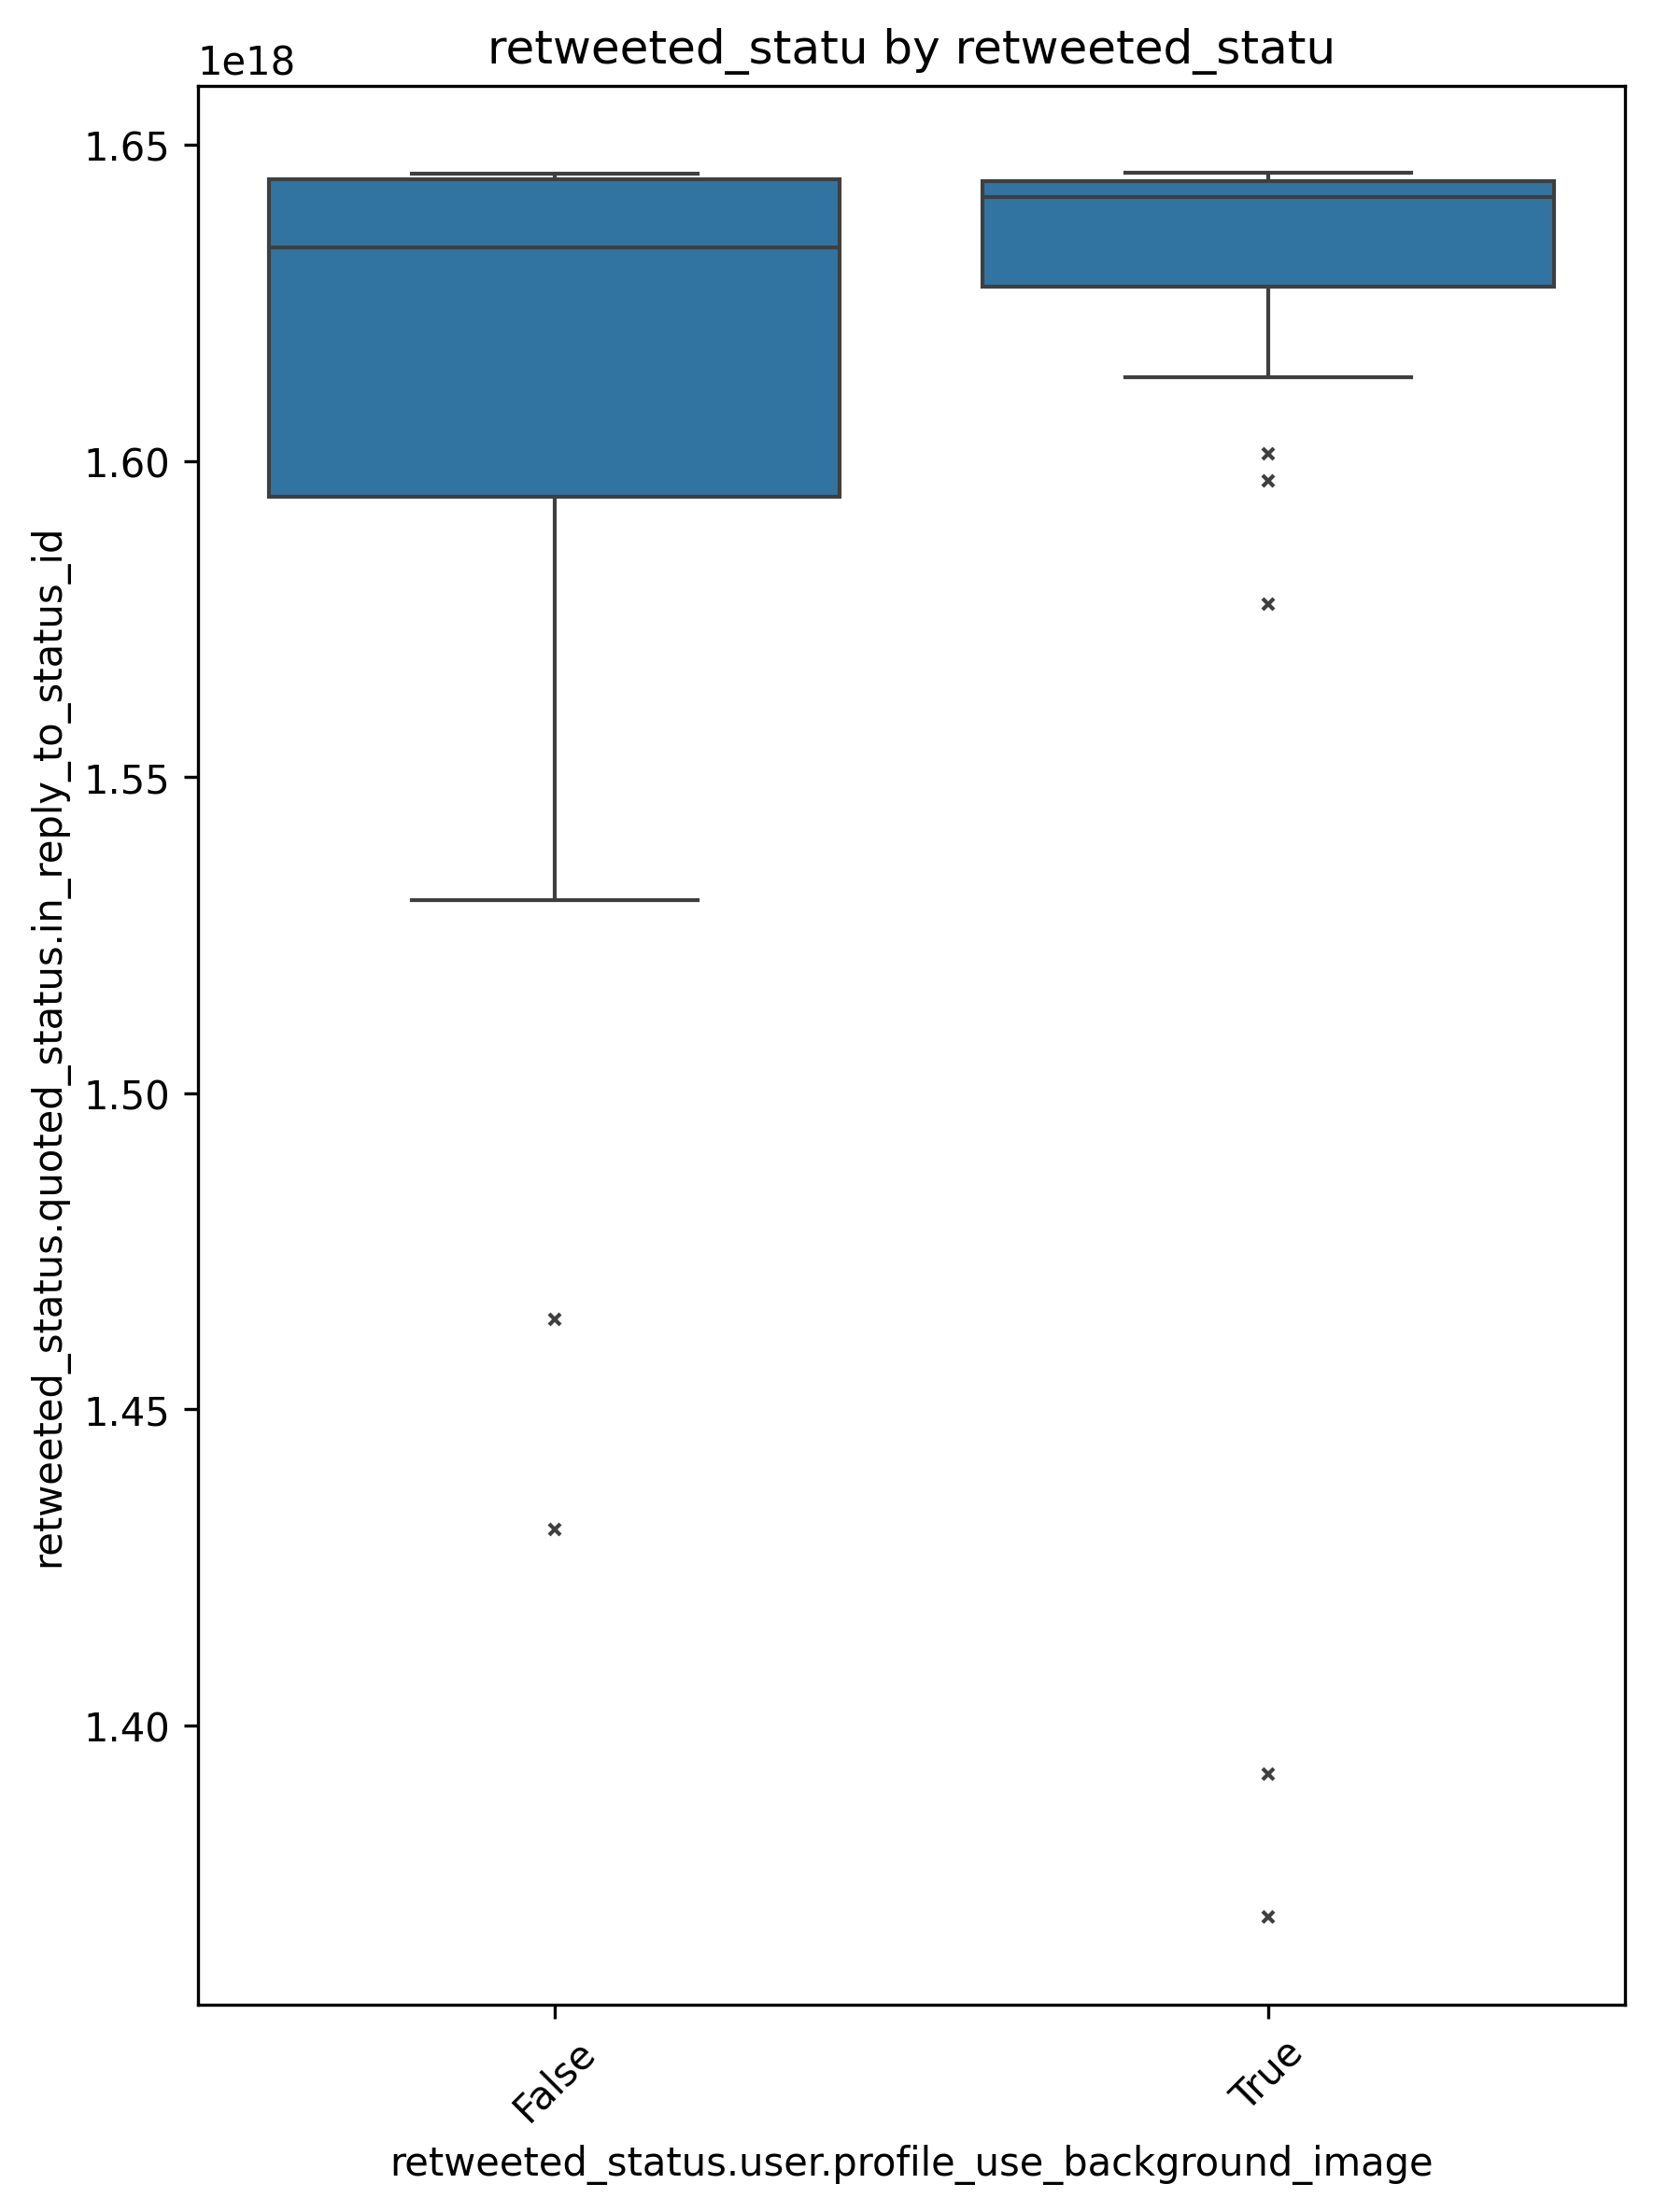 retweeted_statu by retweeted_statu
1e18
1.65
1.60
1.55
1.50
1.45
1.40
retweeted_status.quoted_status.in_reply_to_status_id
False
True
retweeted_status.user.profile_use_background_image